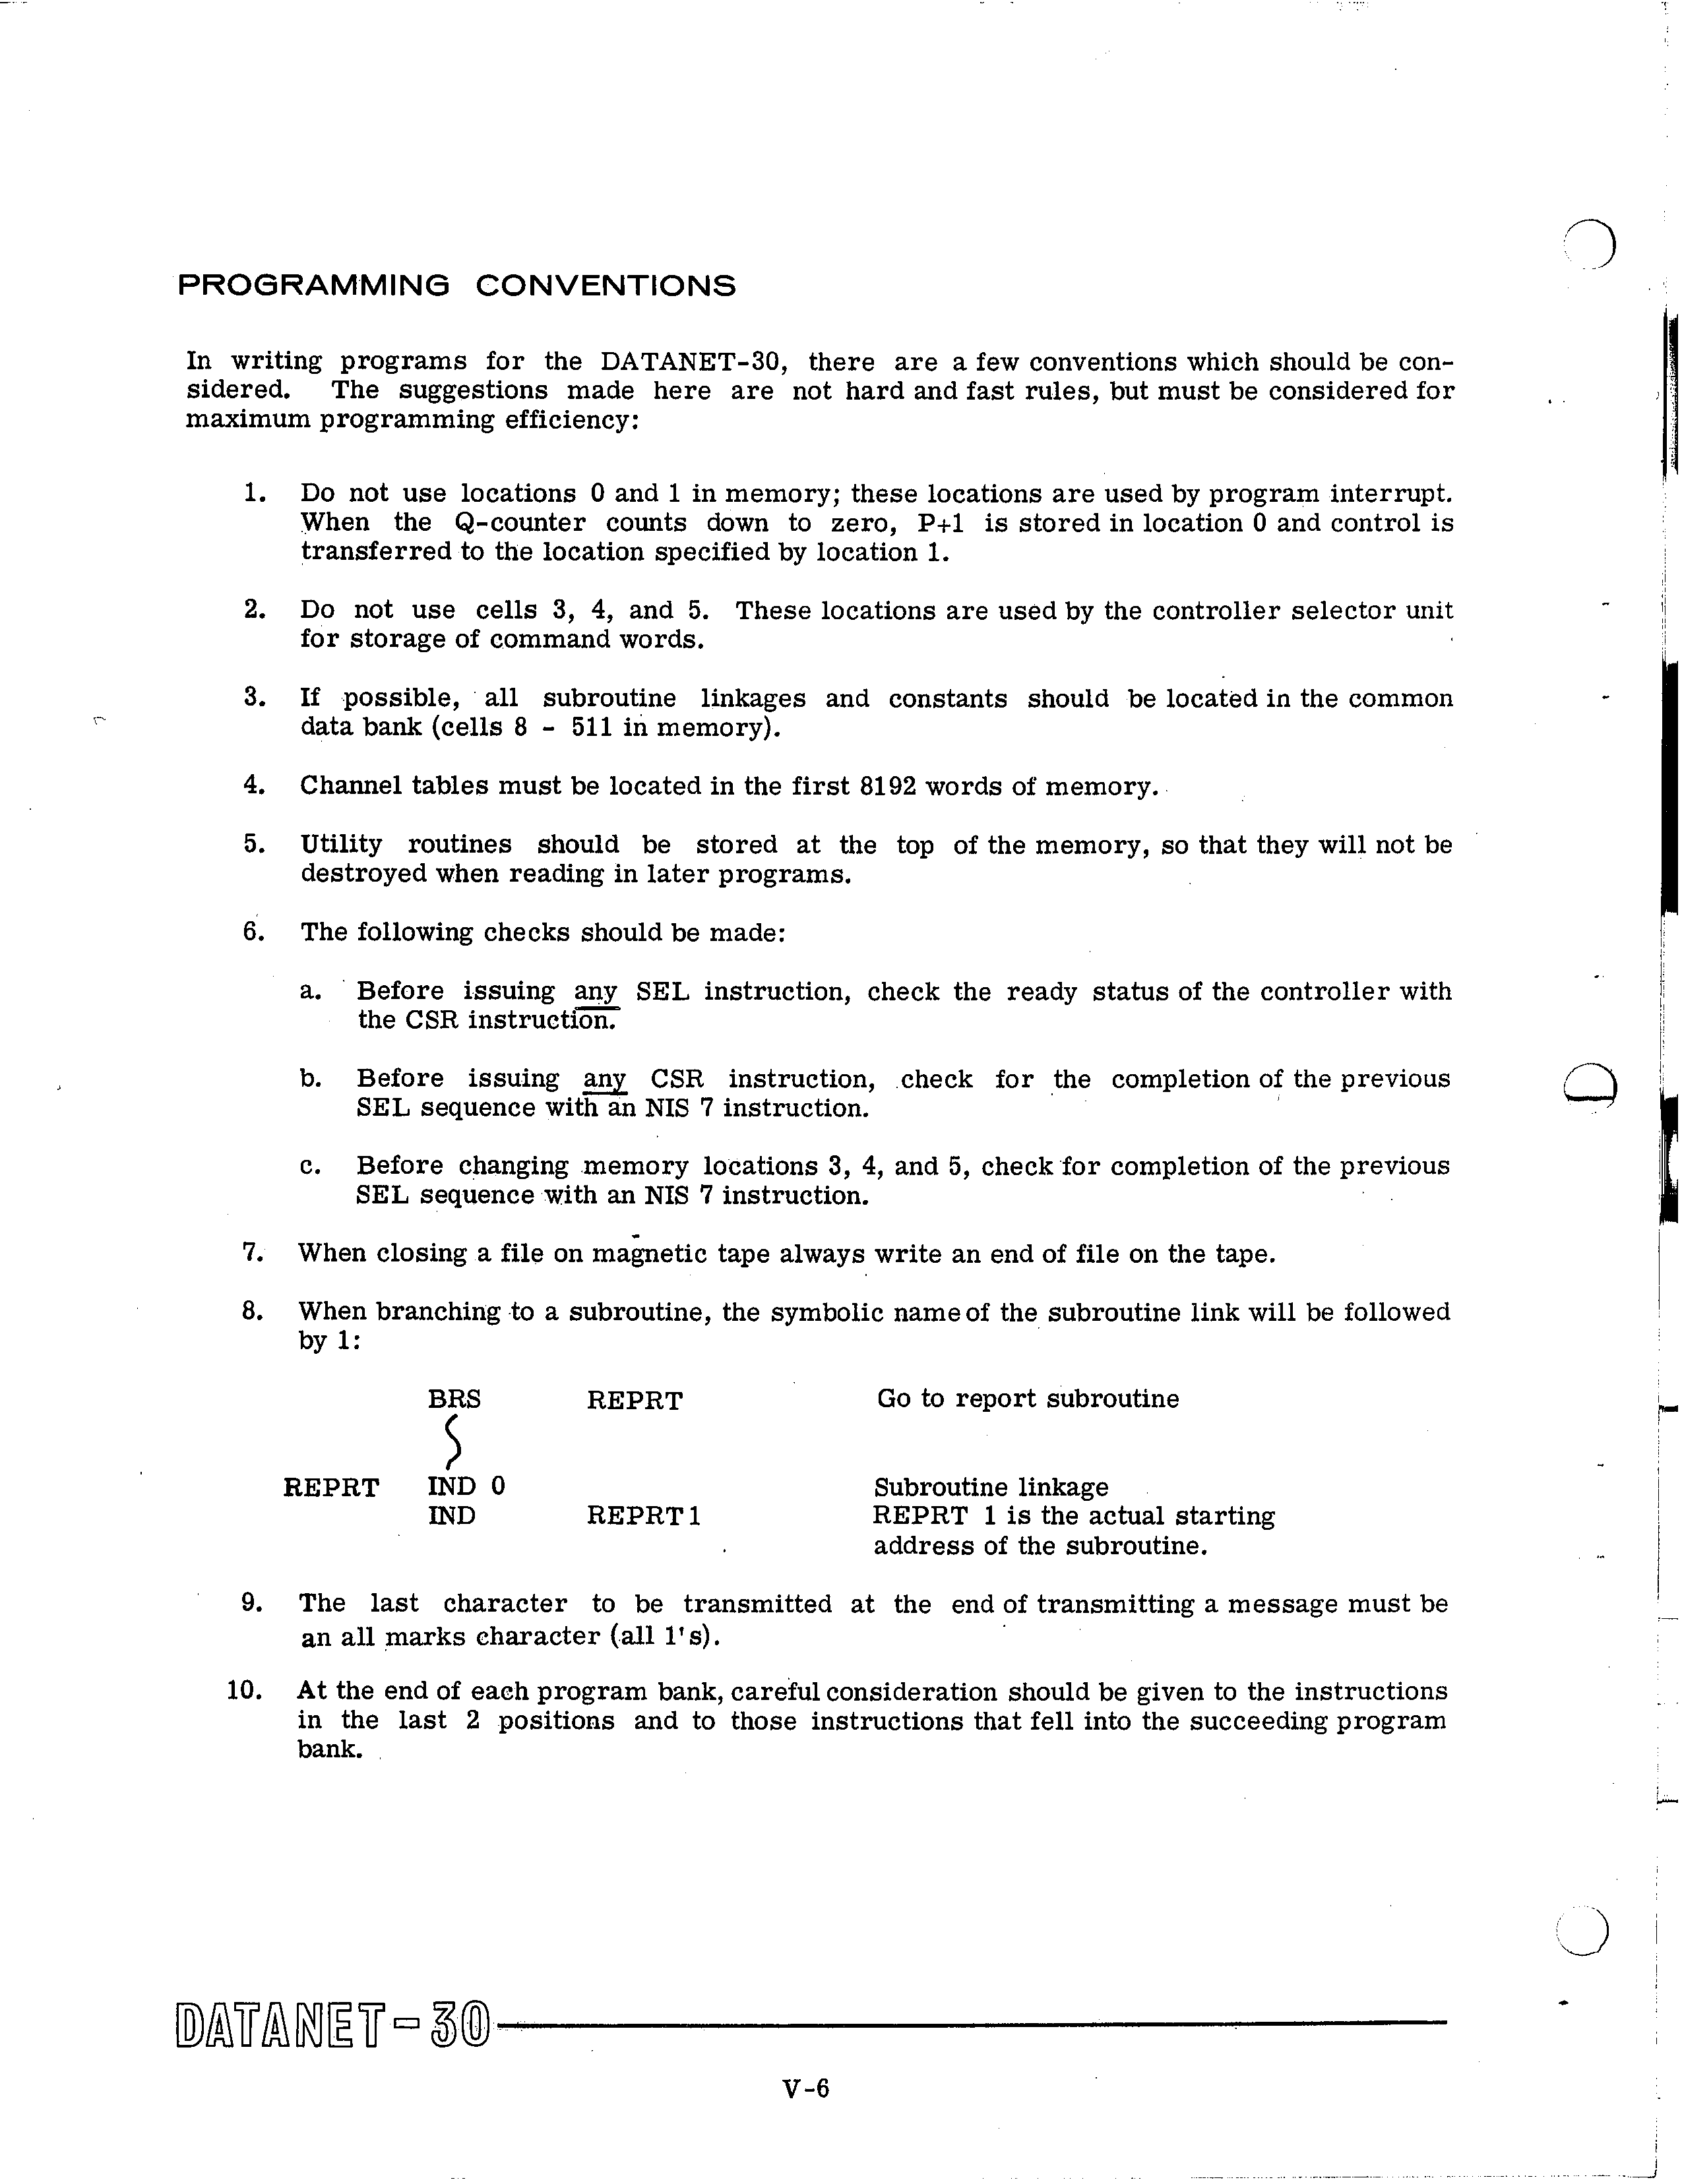 PROGRAMMING CONVENTIONS
In writing programs for the DATANET-30, there are a few conventions which should be con-
sidered. The suggestions made here are not hard and fast rules, but must be considered for
maximum programming efficiency:
1. Do not use locations 0 and 1 in memory; these locations are used by program interrupt.
When the Q-counter counts down to zero, P+1 is stored in location 0 and control is
transferred to the location specified by location 1.
2. Do not use cells 3, 4, and 5. These locations are used by the controller selector unit
for storage of command words.
3. If possible, all subroutine linkages and constants should be located in the common
data bank (cells 8 - 511 in memory).
4. Channel tables must be located in the first 8192 words of memory.
5. Utility routines should be stored at the top of the memory, so that they will not be
destroyed when reading in later programs.
6. The following checks should be made:
a. Before issuing any SEL instruction, check the ready status of the controller with
the CSR instruction.
b. Before issuing any CSR instruction, check for the completion of the previous
SEL sequence with an NIS 7 instruction.
c. Before changing memory locations 3, 4, and 5, check for completion of the previous
SEL sequence with an NIS 7 instruction.
7. When closing a file on magnetic tape always write an end of file on the tape.
8. When branching to a subroutine, the symbolic name of the subroutine link will be followed
by 1:
BRS REPRT Go to report subroutine
REPRT IND 0 Subroutine linkage
IND REPRT1 REPRT 1 is the actual starting
address of the subroutine.
9. The last character to be transmitted at the end of transmitting a message must be
an all marks character (all 1's).
10. At the end of each program bank, careful consideration should be given to the instructions
in the last 2 positions and to those instructions that fell into the succeeding program
bank.
DATANET-30
V-6